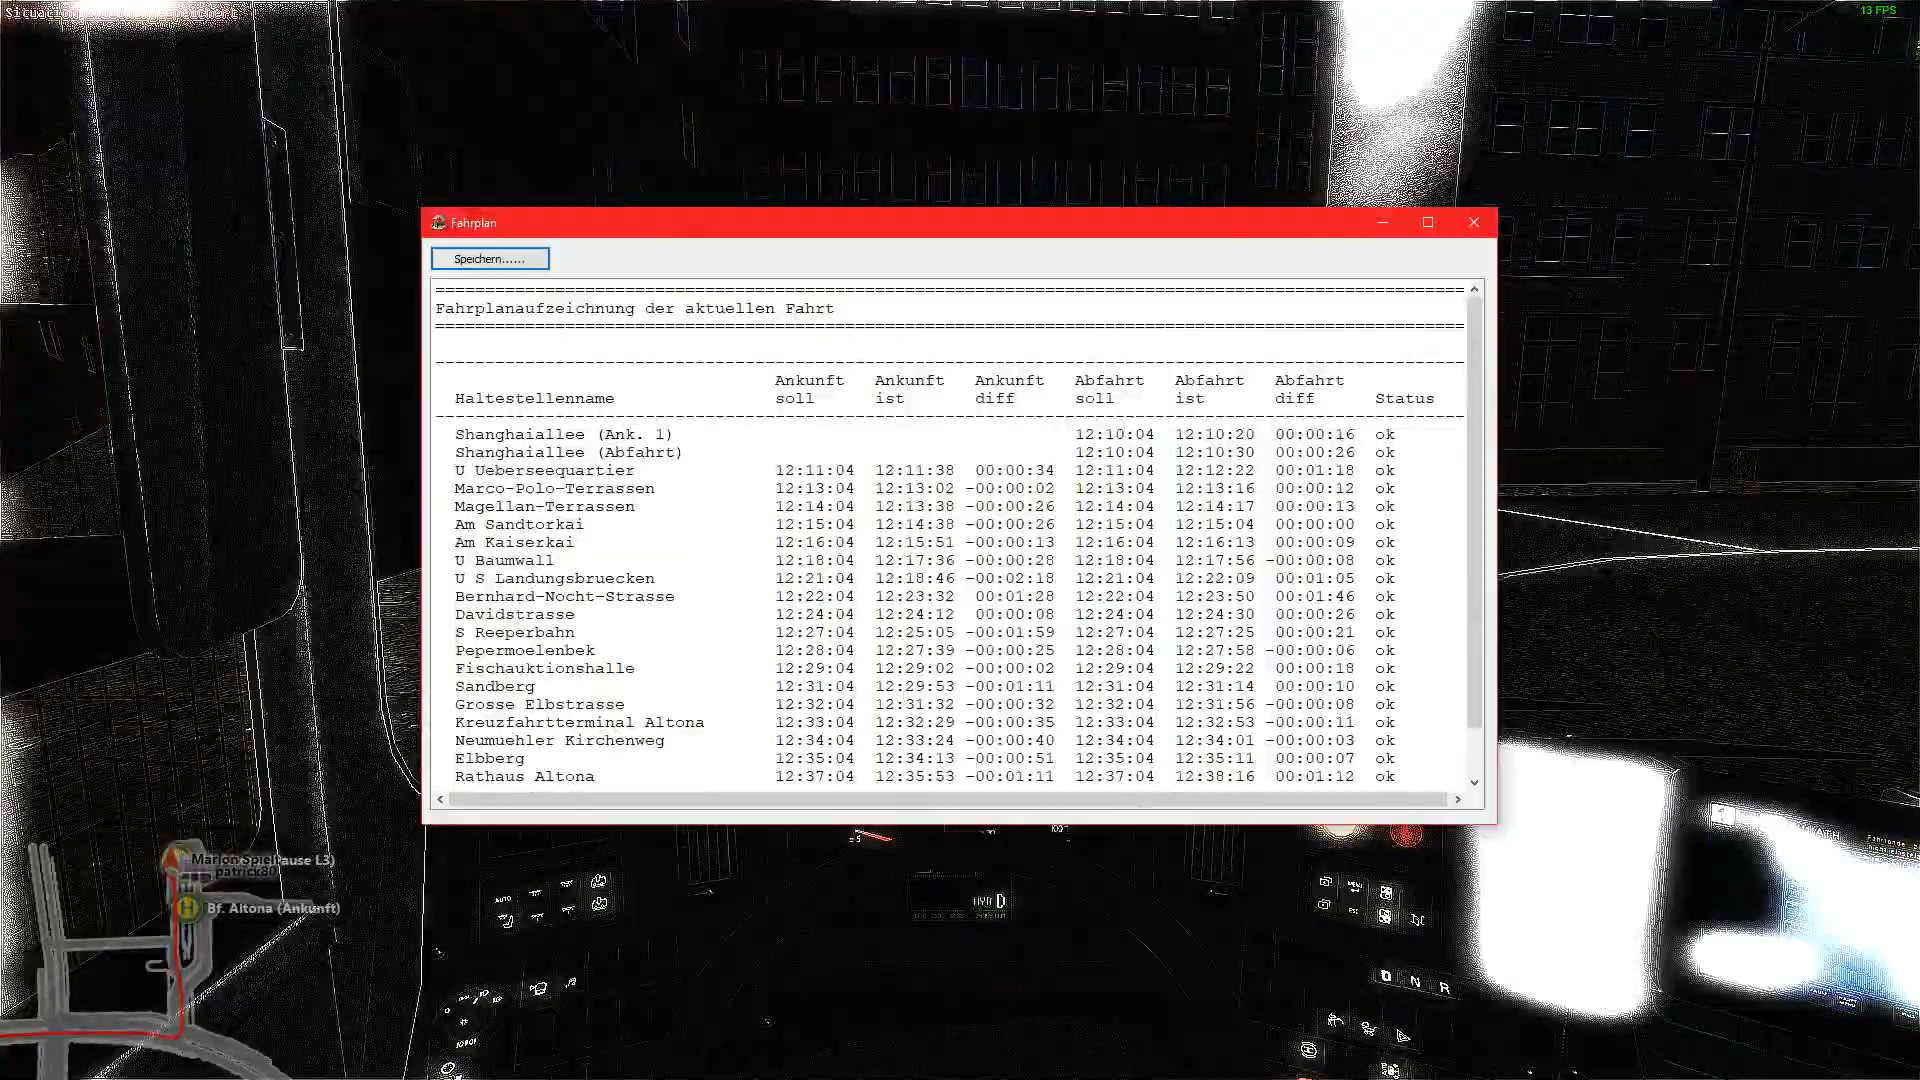 13 FPS
Fahrplan
Speichern......
Fahrplanaufzeichnung der aktuellen Fahrt
Ankunft Ankunft Ankunft Abfahrt Abfahrt Abfahrt
Haltestellenname soll ist diff soll ist diff Status
Shanghaiallee (Ank. 1) 12:10:04 12:10:20 00:00:16 ok
Shanghaiallee (Abfahrt) 12:10:04 12:10:30 00:00:26 ok
U Ueberseequartier 12:11:04 12:11:38 00:00:34 12:11:04 12:12:22 00:01:18 ok
Marco-Polo-Terrassen 12:13:04 12:13:02 -00:00:02 12:13:04 12:13:16 00:00:12 ok
Magellan-Terrassen 12:14:04 12:13:38 -00:00:26 12:14:04 12:14:17 00:00:13 ok
Am Sandtorkai 12:15:04 12:14:38 -00:00:26 12:15:04 12:15:04 00:00:00 ok
Am Kaiserkai 12:16:04 12:15:51 -00:00:13 12:16:04 12:16:13 00:00:09 ok
U Baumwall 12:18:04 12:17:36 -00:00:28 12:18:04 12:17:56 -00:00:08 ok
U S Landungsbruecken 12:21:04 12:18:46 -00:02:18 12:21:04 12:22:09 00:01:05 ok
Bernhard-Nocht-Strasse 12:22:04 12:23:32 00:01:28 12:22:04 12:23:50 00:01:46 ok
Davidstrasse 12:24:04 12:24:12 00:00:08 12:24:04 12:24:30 00:00:26 ok
S Reeperbahn 12:27:04 12:25:05 -00:01:59 12:27:04 12:27:25 00:00:21 ok
Pepermoelenbek 12:28:04 12:27:39 -00:00:25 12:28:04 12:27:58 -00:00:06 ok
Fischauktionshalle 12:29:04 12:29:02 -00:00:02 12:29:04 12:29:22 00:00:18 ok
Sandberg 12:31:04 12:29:53 -00:01:11 12:31:04 12:31:14 00:00:10 ok
Grosse Elbstrasse 12:32:04 12:31:32 -00:00:32 12:32:04 12:31:56 -00:00:08 ok
Kreuzfahrtterminal Altona 12:33:04 12:32:29 -00:00:35 12:33:04 12:32:53 -00:00:11 ok
Neumuehler Kirchenweg 12:34:04 12:33:24 -00:00:40 12:34:04 12:34:01 -00:00:03 ok
Elbberg 12:35:04 12:34:13 -00:00:51 12:35:04 12:35:11 00:00:07 ok
Rathaus Altona 12:37:04 12:35:53 -00:01:11 12:37:04 12:38:16 00:01:12 ok
patrick80
H Bf. Altona (Ankunft)
AUTO
MENU
ESC
D N R